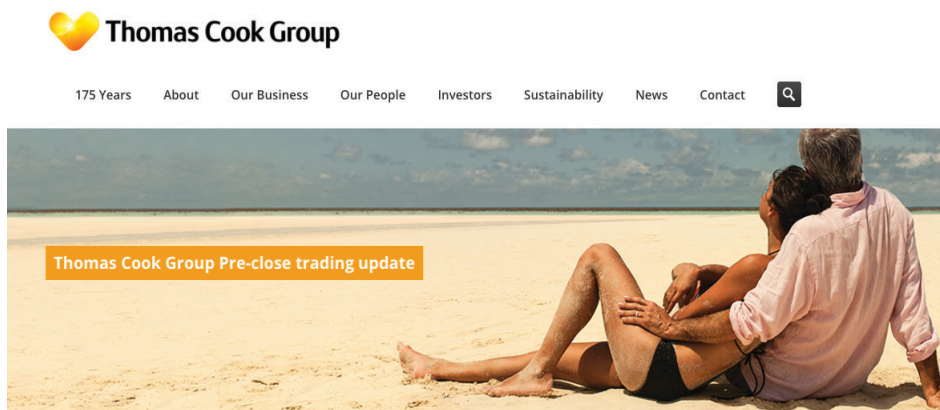 Thomas Cook Group
175 Years About Our Business Our People Investors Sustainability News Contact
Thomas Cook Group Pre-close trading update